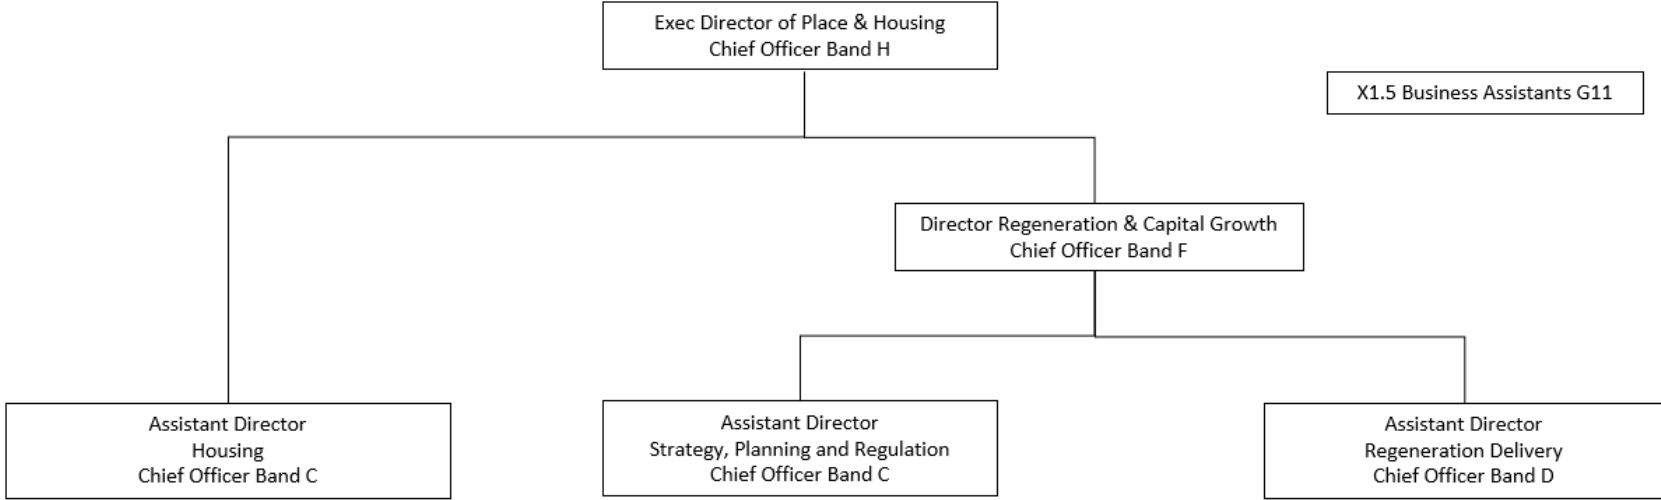 Exec Director of Place & Housing
Chief Officer Band H
X1.5 Business Assistants G11
Director Regeneration & Capital Growth
Chief Officer Band F
Assistant Director
Housing
Chief Officer Band C
Assistant Director
Strategy, Planning and Regulation
Chief Officer Band C
Assistant Director
Regeneration Delivery
Chief Officer Band D